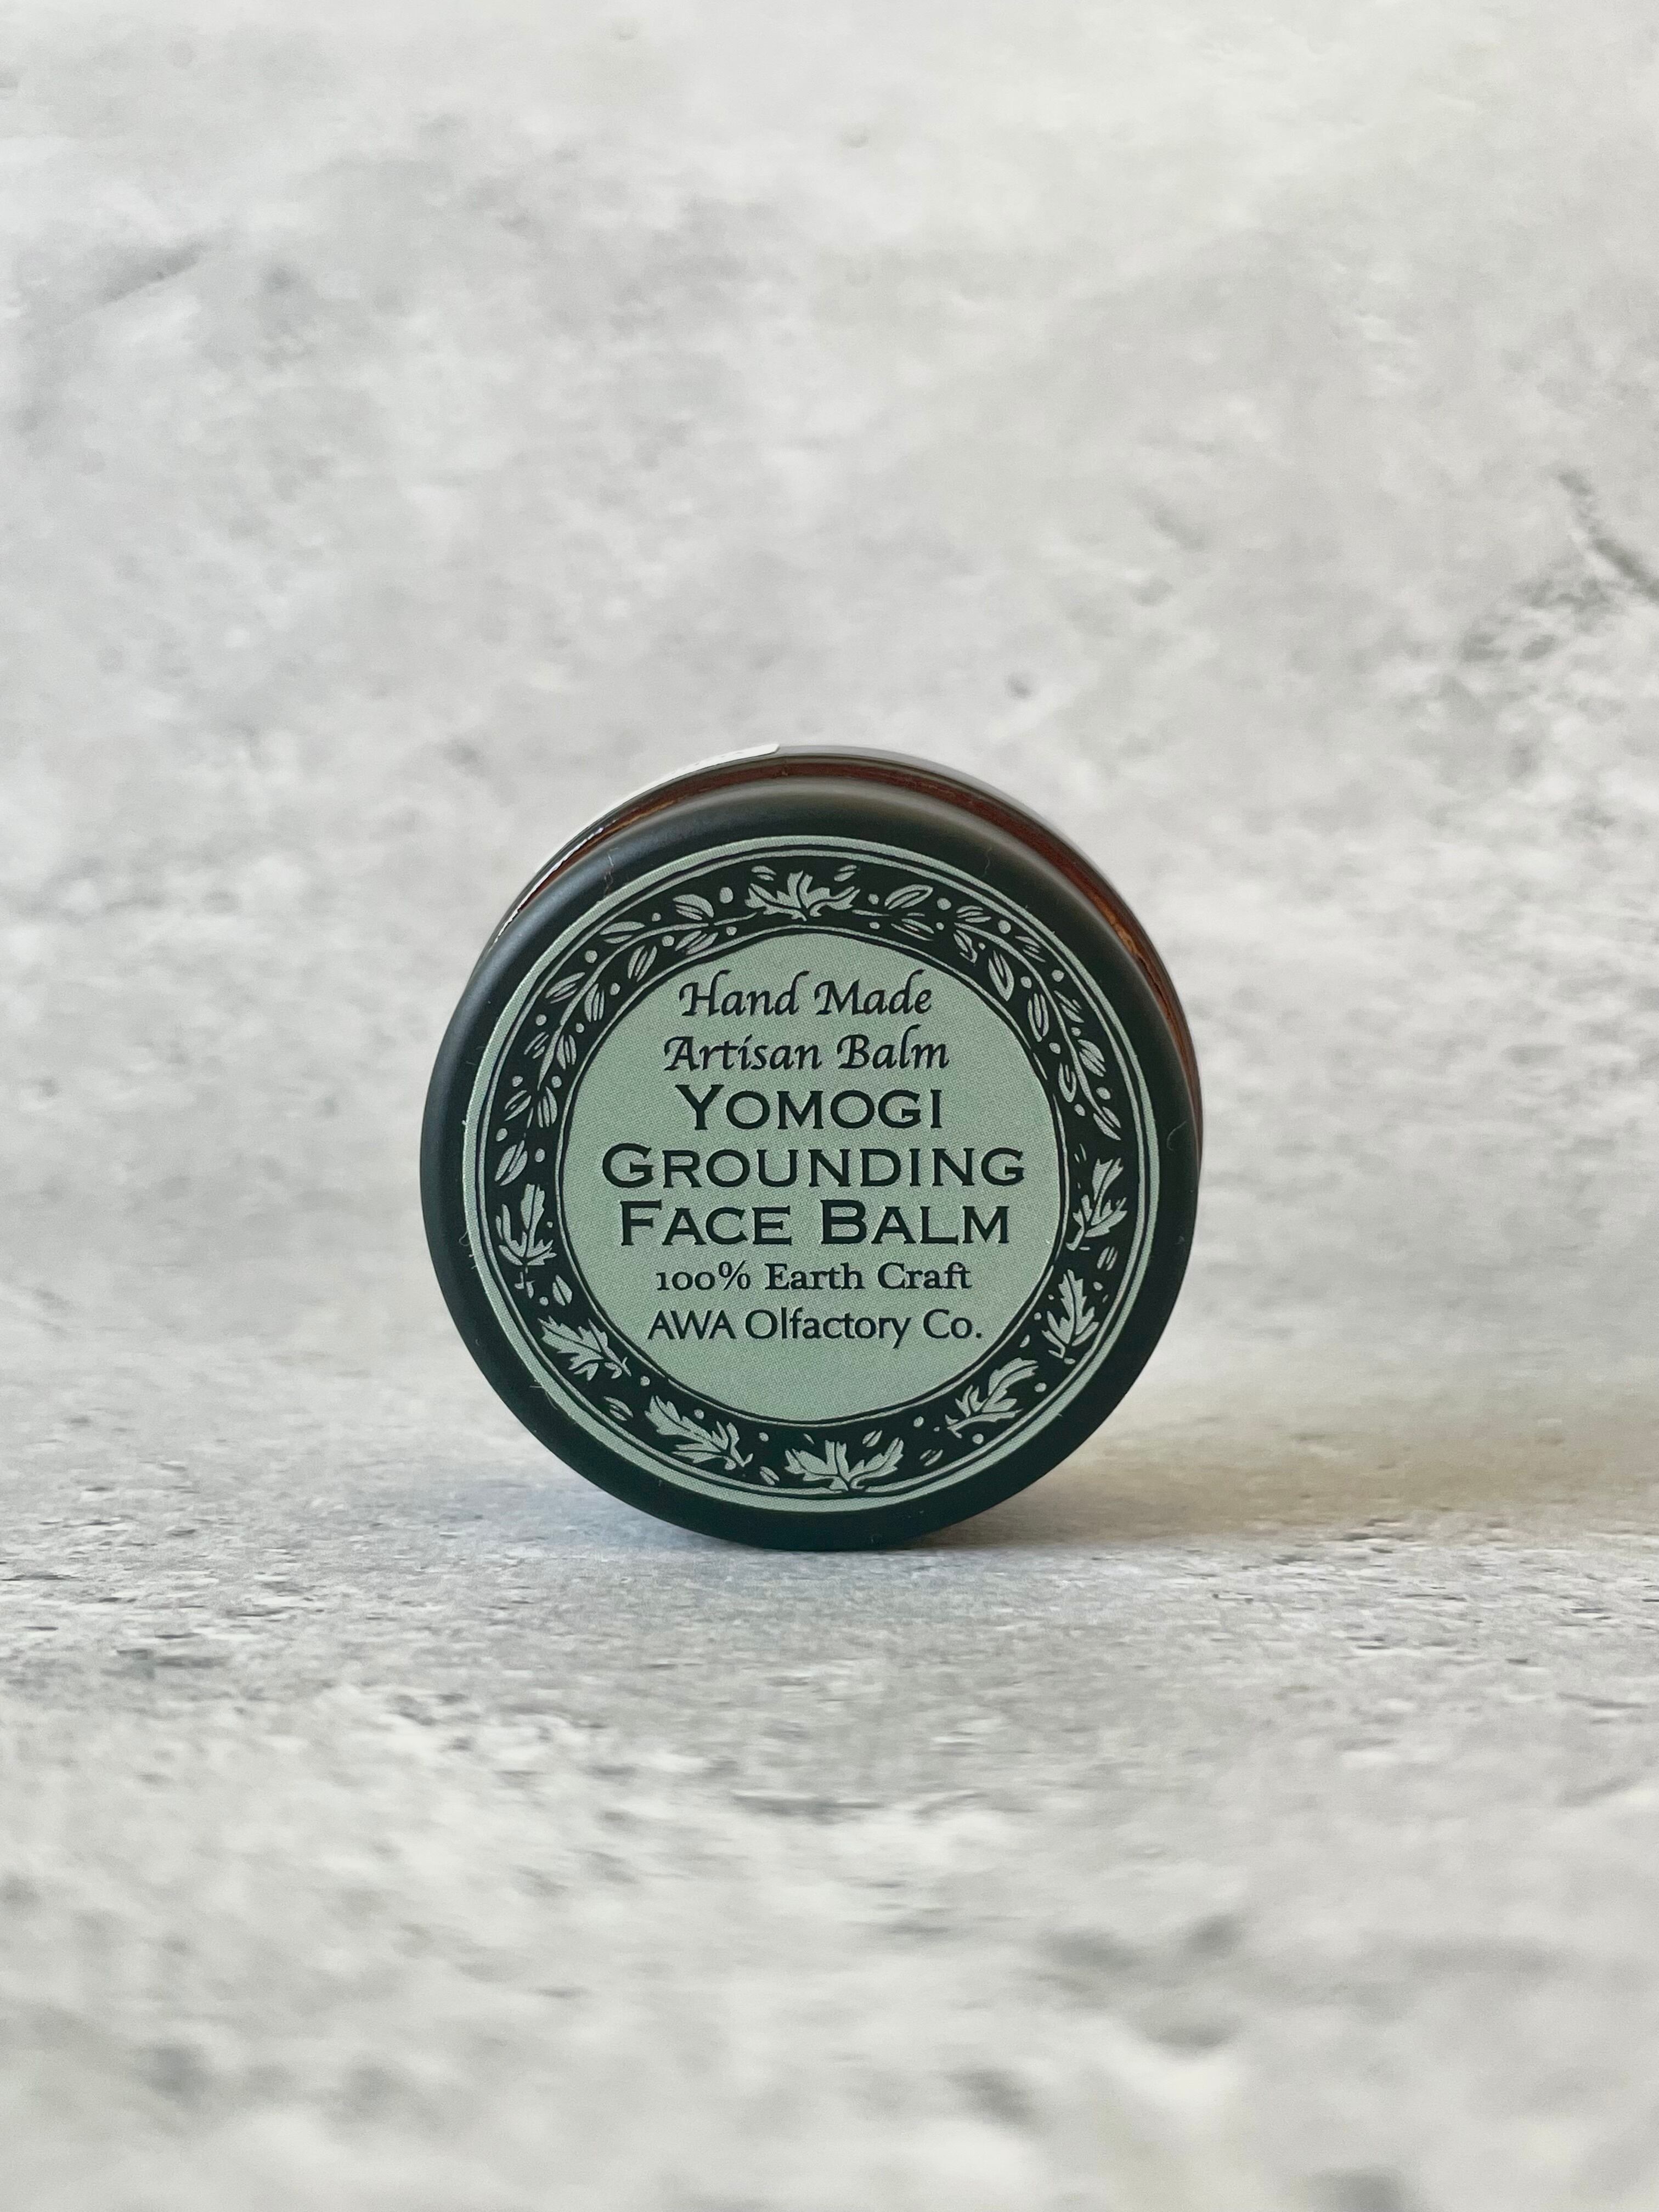 Hand Made
Artisan Balm
YOMOGI
GROUNDING
FACE BALM
100% Earth Craft
AWA Olfactory Co.